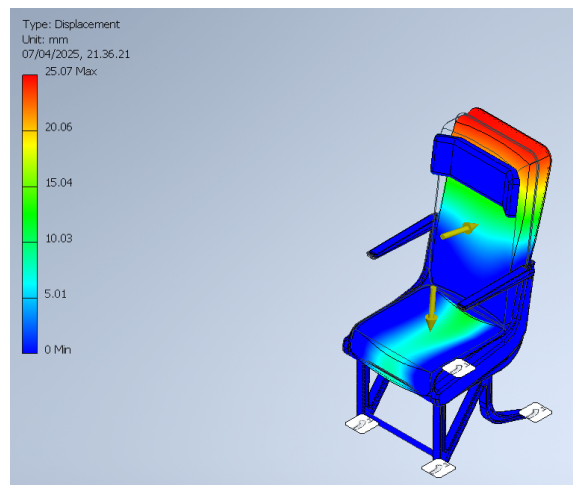 Type: Displacement
Unit: mm
07/04/2025, 21.36.21
25.07 Max
20.06
15.04
10.03
5.01
0 Min